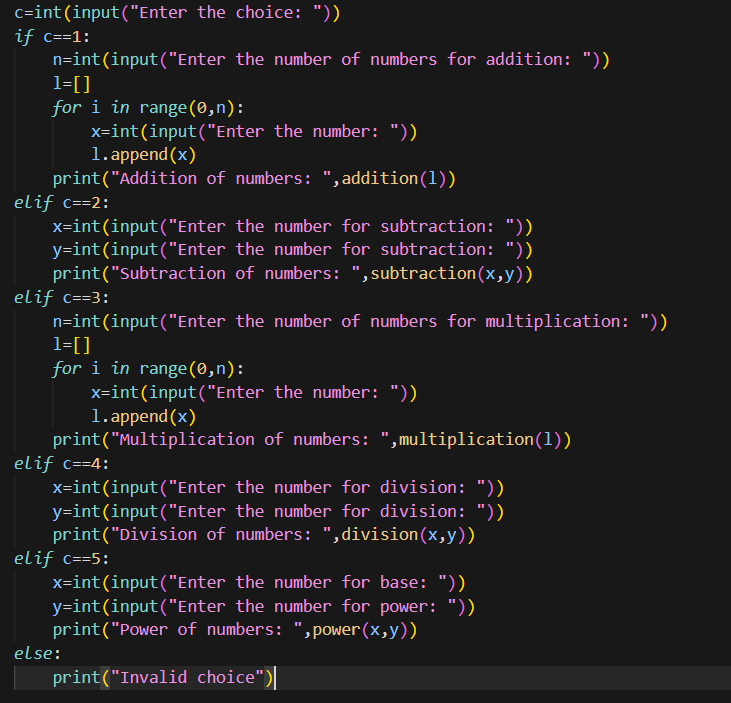 c=int(input("Enter the choice: "))
if c==1:
    n=int(input("Enter the number of numbers for addition: "))
    l=[]
    for i in range(0,n):
        x=int(input("Enter the number: "))
        l.append(x)
    print("Addition of numbers: ",addition(l))
elif c==2:
    x=int(input("Enter the number for subtraction: "))
    y=int(input("Enter the number for subtraction: "))
    print("Subtraction of numbers: ",subtraction(x,y))
elif c==3:
    n=int(input("Enter the number of numbers for multiplication: "))
    l=[]
    for i in range(0,n):
        x=int(input("Enter the number: "))
        l.append(x)
    print("Multiplication of numbers: ",multiplication(l))
elif c==4:
    x=int(input("Enter the number for division: "))
    y=int(input("Enter the number for division: "))
    print("Division of numbers: ",division(x,y))
elif c==5:
    x=int(input("Enter the number for base: "))
    y=int(input("Enter the number for power: "))
    print("Power of numbers: ",power(x,y))
else:
    print("Invalid choice")